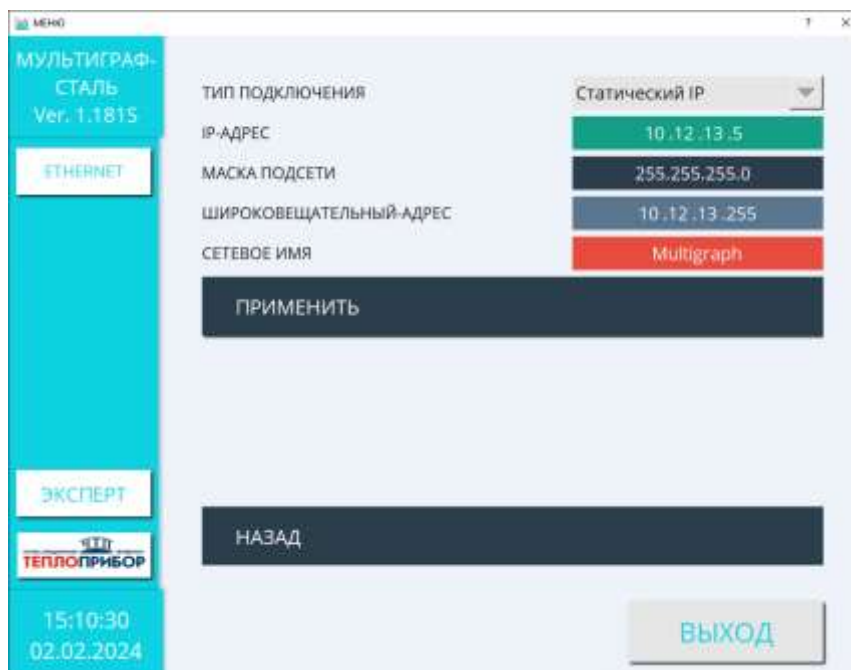 МЕНЮ
? ×
МУЛЬТИГРАФ-
СТАЛЬ
Ver. 1.181S
ETHERNET
ТИП ПОДКЛЮЧЕНИЯ Статический IP
IP-АДРЕС 10 .12 .13 .5
МАСКА ПОДСЕТИ 255.255.255.0
ШИРОКОВЕЩАТЕЛЬНЫЙ-АДРЕС 10 .12 .13 .255
СЕТЕВОЕ ИМЯ Multigraph
ПРИМЕНИТЬ
ЭКСПЕРТ
ТЕПЛОПРИБОР
НАЗАД
15:10:30
02.02.2024
ВЫХОД